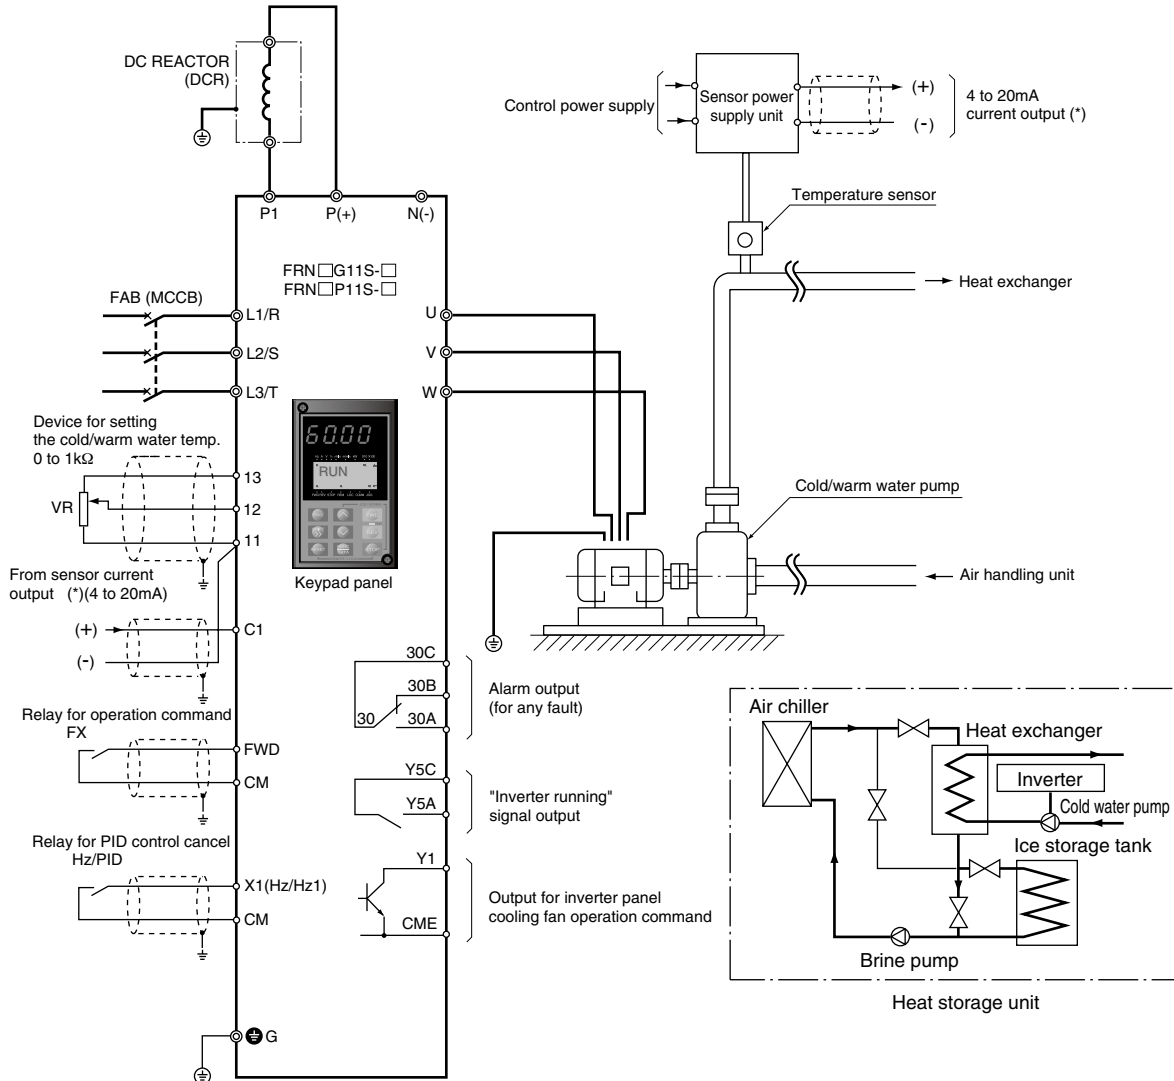 DC REACTOR
(DCR)
P1
P(+)
N(-)
FRN□G11S-□
FRN□P11S-□
FAB (MCCB)
L1/R
L2/S
L3/T
U
V
W
Device for setting
the cold/warm water temp.
0 to 1kΩ
VR
13
12
11
60.00
RUN
Keypad panel
From sensor current
output (*)(4 to 20mA)
(+)
(-)
C1
Relay for operation command
FX
FWD
CM
Relay for PID control cancel
Hz/PID
X1(Hz/Hz1)
CM
G
30C
30B
30
30A
Alarm output
(for any fault)
Y5C
Y5A
"Inverter running"
signal output
Y1
CME
Output for inverter panel
cooling fan operation command
Control power supply
Sensor power
supply unit
(+)
(-)
4 to 20mA
current output (*)
Temperature sensor
Heat exchanger
Cold/warm water pump
Air handling unit
Air chiller
Heat exchanger
Inverter
Cold water pump
Ice storage tank
Brine pump
Heat storage unit